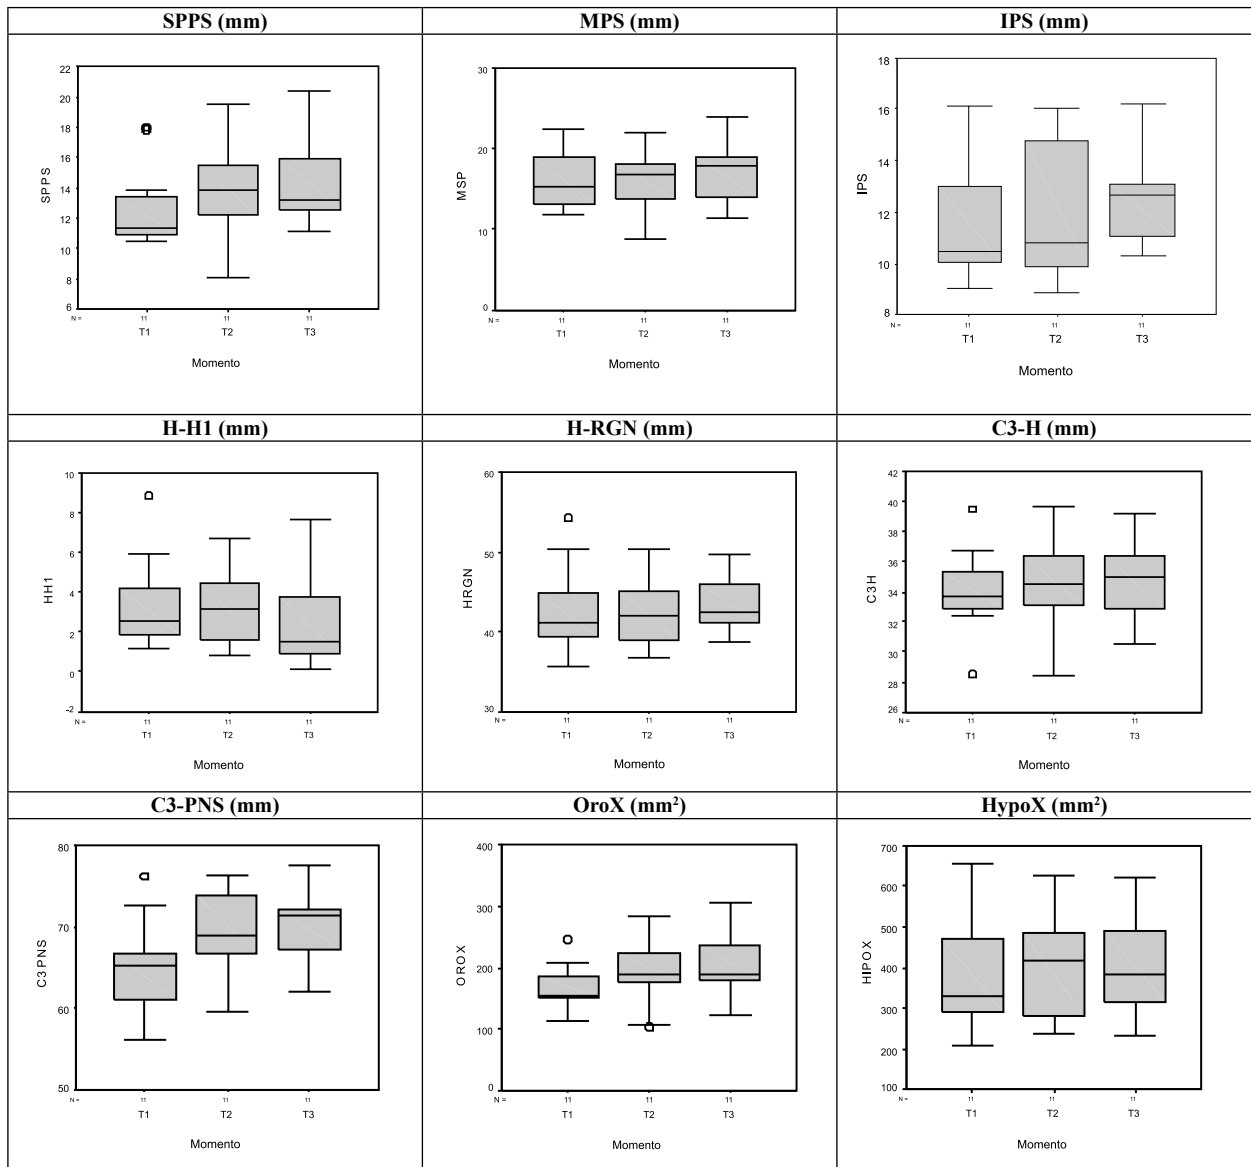 SPPS (mm)
MPS (mm)
IPS (mm)
22
20
18
16
14
12
10
8
6
SPPS
N = 11 11 11
T1 T2 T3
Momento
30
20
10
0
MSP
N = 11 11 11
T1 T2 T3
Momento
18
16
14
12
10
8
IPS
N = 11 11 11
T1 T2 T3
Momento
H-H1 (mm)
H-RGN (mm)
C3-H (mm)
10
8
6
4
2
0
-2
HH1
N = 11 11 11
T1 T2 T3
Momento
60
50
40
30
HRGN
N = 11 11 11
T1 T2 T3
Momento
42
40
38
36
34
32
30
28
26
C3H
N = 11 11 11
T1 T2 T3
Momento
C3-PNS (mm)
OroX (mm²)
HypoX (mm²)
80
70
60
50
C3PNS
N = 11 11 11
T1 T2 T3
Momento
400
300
200
100
0
OROX
N = 11 11 11
T1 T2 T3
Momento
700
600
500
400
300
200
100
HIPOX
N = 11 11 11
T1 T2 T3
Momento